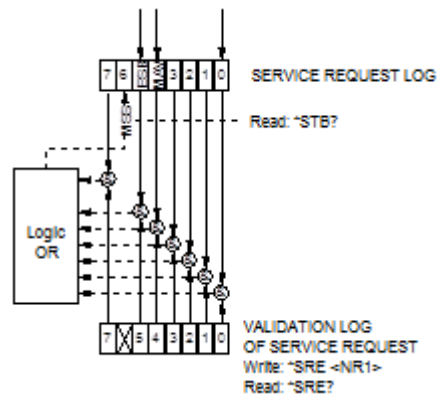 7 6 ESB MAV 3 2 1 0
SERVICE REQUEST LOG
MSS
Read: *STB?
& & & & & & &
Logic
OR
7 5 4 3 2 1 0
VALIDATION LOG
OF SERVICE REQUEST
Write: *SRE <NR1>
Read: *SRE?